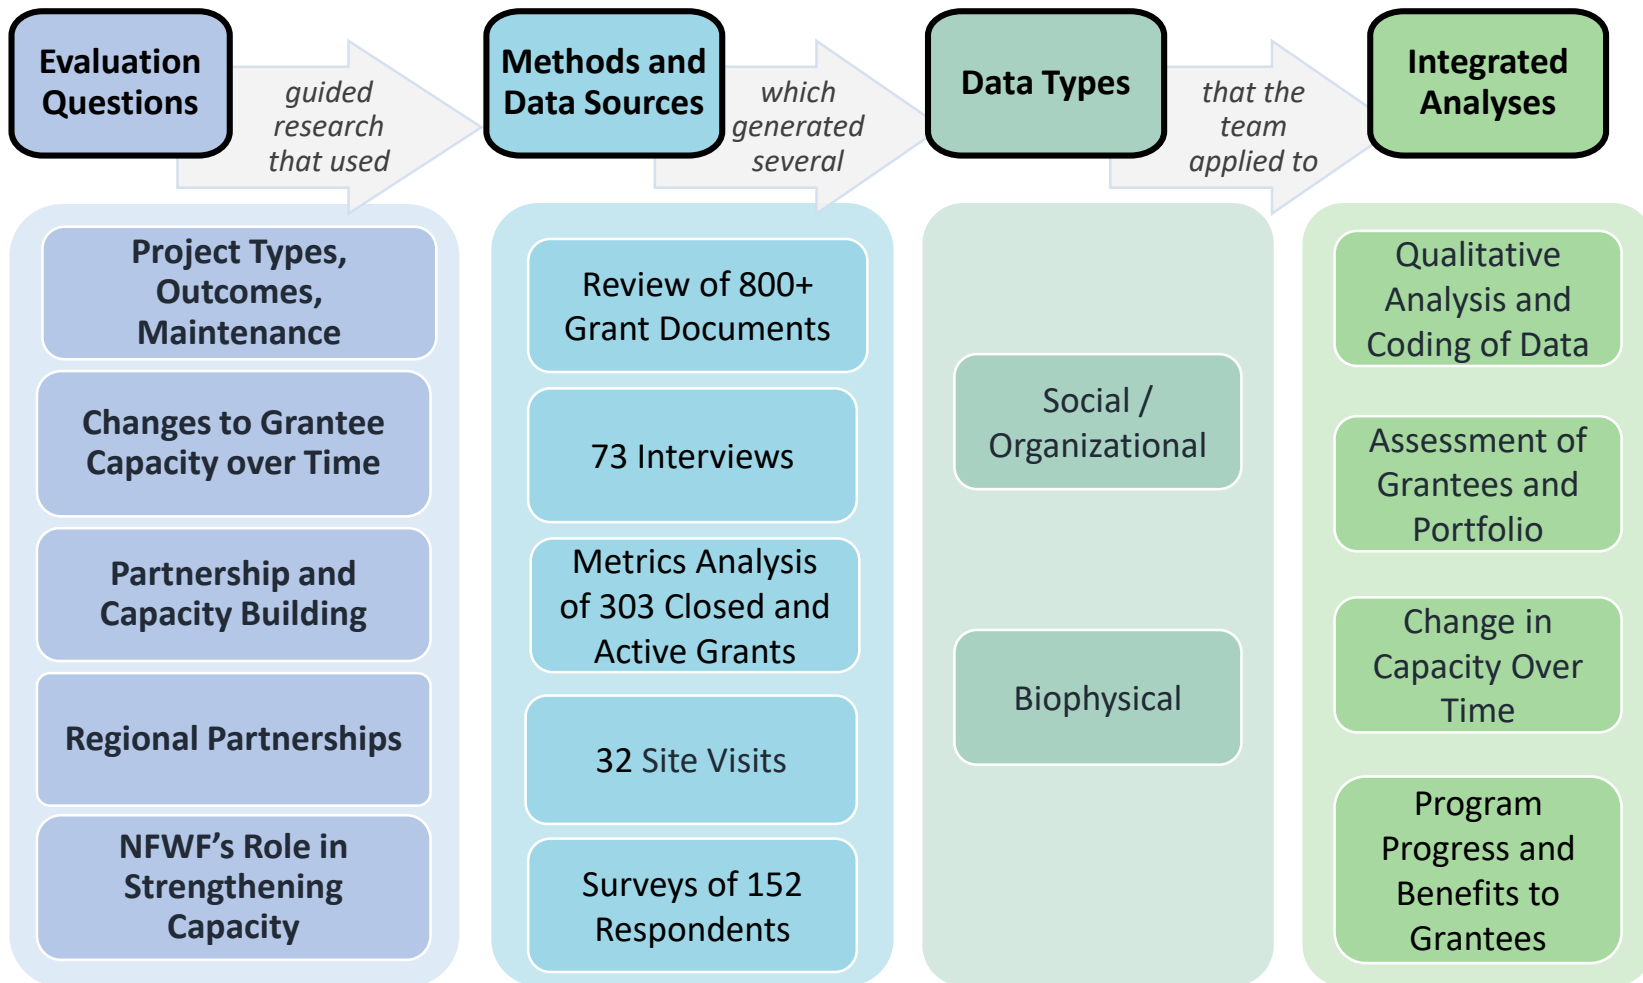 Evaluation
Questions
guided
research
that used
Methods and
Data Sources
which
generated
several
Data Types
that the
team
applied to
Integrated
Analyses
Project Types,
Outcomes,
Maintenance
Changes to Grantee
Capacity over Time
Partnership and
Capacity Building
Regional Partnerships
NFWF’s Role in
Strengthening
Capacity
Review of 800+
Grant Documents
73 Interviews
Metrics Analysis
of 303 Closed and
Active Grants
32 Site Visits
Surveys of 152
Respondents
Social /
Organizational
Biophysical
Qualitative
Analysis and
Coding of Data
Assessment of
Grantees and
Portfolio
Change in
Capacity Over
Time
Program
Progress and
Benefits to
Grantees